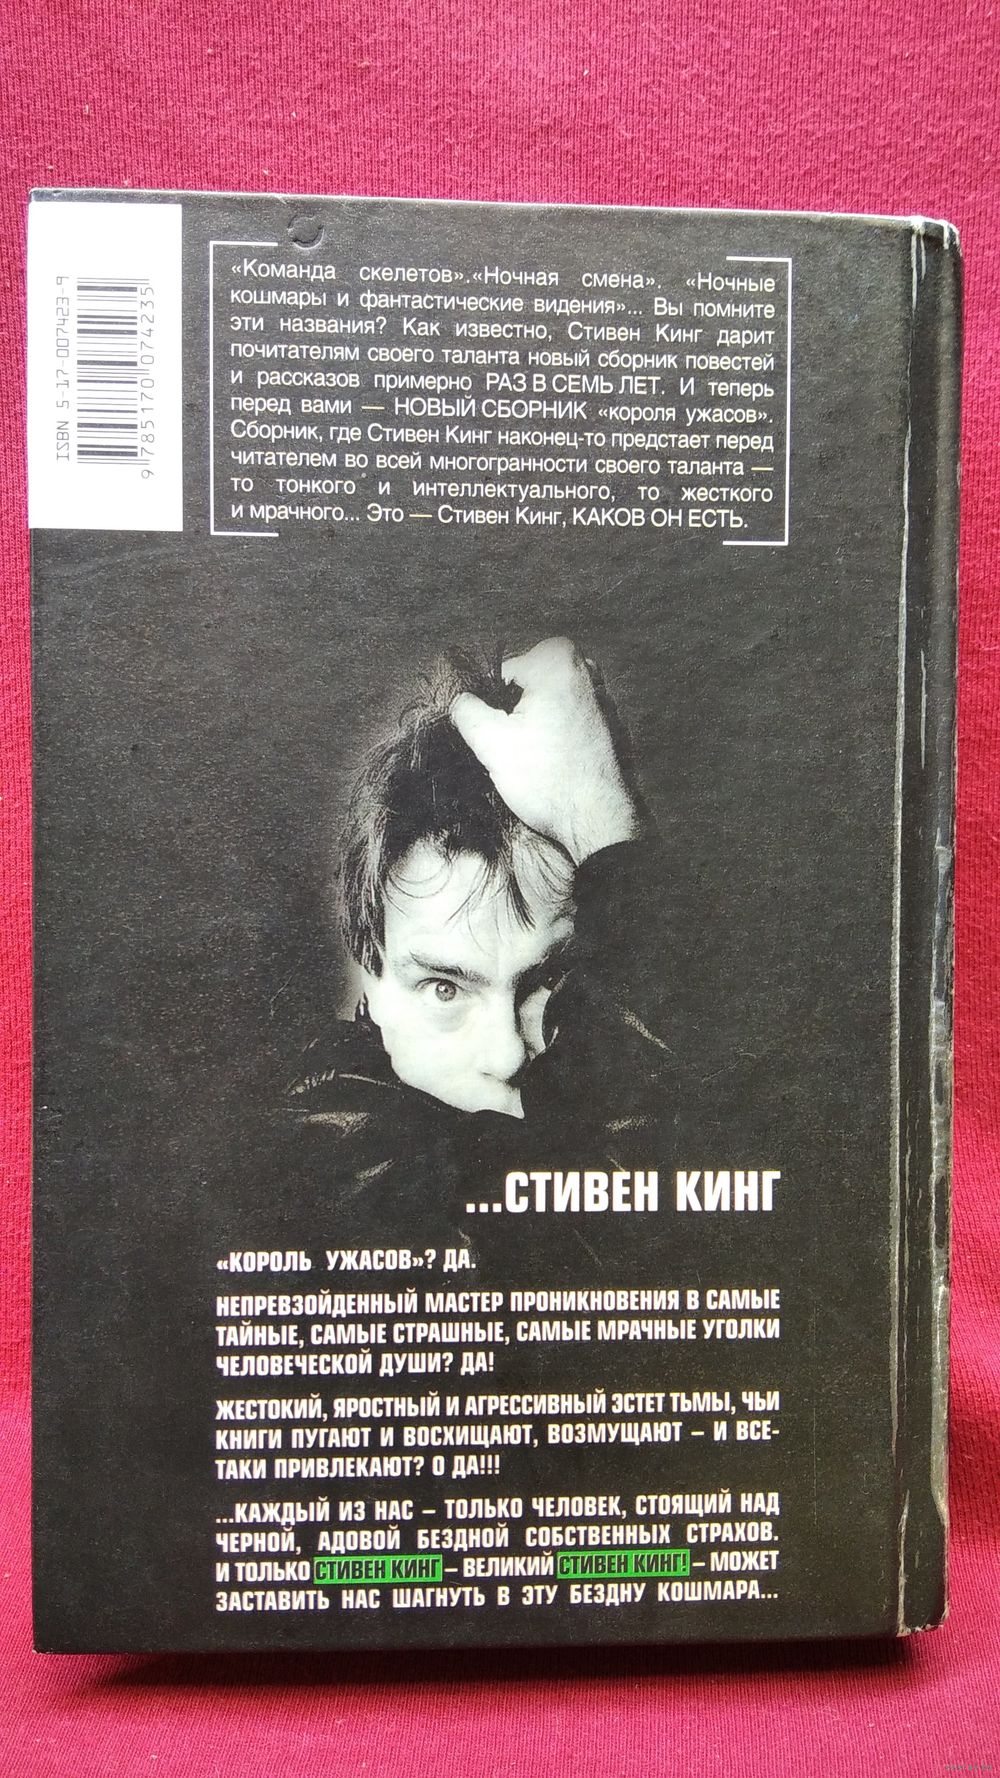 ISBN 5-17-007423-9
9 785170 074235
«Команда скелетов».«Ночная смена». «Ночные
кошмары и фантастические видения»... Вы помните
эти названия? Как известно, Стивен Кинг дарит
почитателям своего таланта новый сборник повестей
и рассказов примерно РАЗ В СЕМЬ ЛЕТ. И теперь
перед вами — НОВЫЙ СБОРНИК «короля ужасов».
Сборник, где Стивен Кинг наконец-то предстает перед
читателем во всей многогранности своего таланта —
то тонкого и интеллектуального, то жесткого
и мрачного... Это — Стивен Кинг, КАКОВ ОН ЕСТЬ.
...СТИВЕН КИНГ
«КОРОЛЬ УЖАСОВ»? ДА.
НЕПРЕВЗОЙДЕННЫЙ МАСТЕР ПРОНИКНОВЕНИЯ В САМЫЕ
ТАЙНЫЕ, САМЫЕ СТРАШНЫЕ, САМЫЕ МРАЧНЫЕ УГОЛКИ
ЧЕЛОВЕЧЕСКОЙ ДУШИ? ДА!
ЖЕСТОКИЙ, ЯРОСТНЫЙ И АГРЕССИВНЫЙ ЭСТЕТ ТЬМЫ, ЧЬИ
КНИГИ ПУГАЮТ И ВОСХИЩАЮТ, ВОЗМУЩАЮТ – И ВСЕ-
ТАКИ ПРИВЛЕКАЮТ? О ДА!!!
...КАЖДЫЙ ИЗ НАС – ТОЛЬКО ЧЕЛОВЕК, СТОЯЩИЙ НАД
ЧЕРНОЙ, АДОВОЙ БЕЗДНОЙ СОБСТВЕННЫХ СТРАХОВ.
И ТОЛЬКО СТИВЕН КИНГ – ВЕЛИКИЙ СТИВЕН КИНГ! – МОЖЕТ
ЗАСТАВИТЬ НАС ШАГНУТЬ В ЭТУ БЕЗДНУ КОШМАРА...